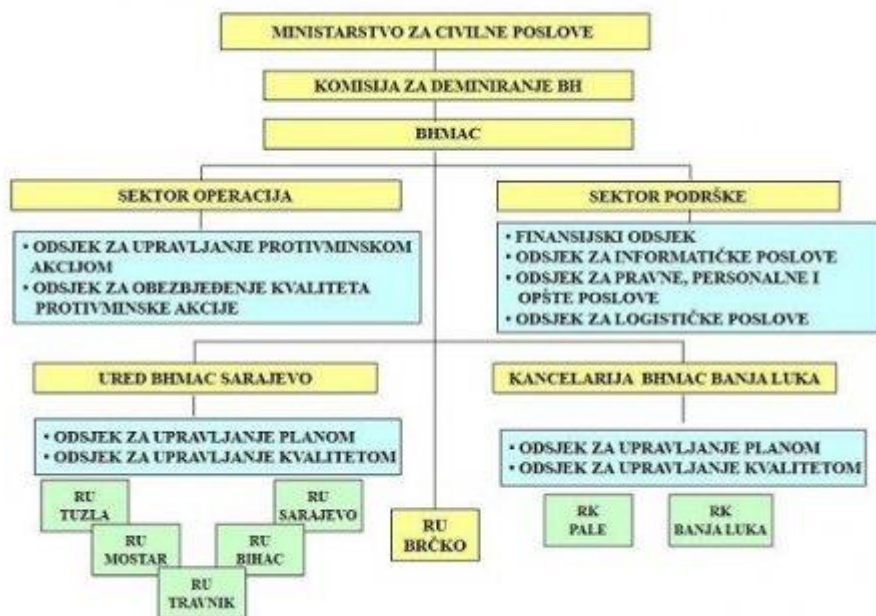 MINISTARSTVO ZA CIVILNE POSLOVE
KOMISIJA ZA DEMINIRANJE BH
BHMAC
SEKTOR OPERACIJA
• ODSJEK ZA UPRAVLJANJE PROTIVMINSKOM
AKCIJOM
• ODSJEK ZA OBEZBJEĐENJE KVALITETA
PROTIVMINSKE AKCIJE
SEKTOR PODRŠKE
• FINANSIJSKI ODSJEK
• ODSJEK ZA INFORMATIČKE POSLOVE
• ODSJEK ZA PRAVNE, PERSONALNE I
OPŠTE POSLOVE
• ODSJEK ZA LOGISTIČKE POSLOVE
URED BHMAC SARAJEVO
• ODSJEK ZA UPRAVLJANJE PLANOM
• ODSJEK ZA UPRAVLJANJE KVALITETOM
RU
TUZLA
RU
MOSTAR
RU
TRAVNIK
RU
BIHAC
RU
SARAJEVO
RU
BRČKO
KANCELARIJA BHMAC BANJA LUKA
• ODSJEK ZA UPRAVLJANJE PLANOM
• ODSJEK ZA UPRAVLJANJE KVALITETOM
RK
PALE
RK
BANJA LUKA